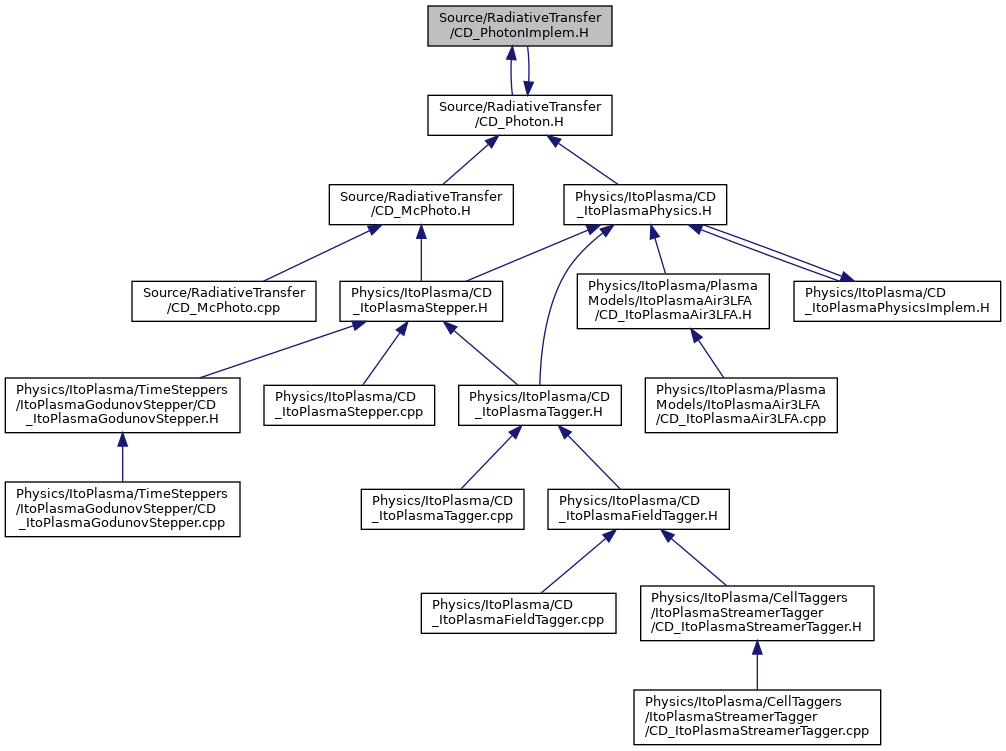 Source/RadiativeTransfer
/CD_PhotonImplem.H
Source/RadiativeTransfer
/CD_Photon.H
Source/RadiativeTransfer
/CD_McPhoto.H
Physics/ItoPlasma/CD
_ItoPlasmaPhysics.H
Source/RadiativeTransfer
/CD_McPhoto.cpp
Physics/ItoPlasma/CD
_ItoPlasmaStepper.H
Physics/ItoPlasma/Plasma
Models/ItoPlasmaAir3LFA
/CD_ItoPlasmaAir3LFA.H
Physics/ItoPlasma/CD
_ItoPlasmaPhysicsImplem.H
Physics/ItoPlasma/TimeSteppers
/ItoPlasmaGodunovStepper/CD
_ItoPlasmaGodunovStepper.H
Physics/ItoPlasma/CD
_ItoPlasmaStepper.cpp
Physics/ItoPlasma/CD
_ItoPlasmaTagger.H
Physics/ItoPlasma/Plasma
Models/ItoPlasmaAir3LFA
/CD_ItoPlasmaAir3LFA.cpp
Physics/ItoPlasma/TimeSteppers
/ItoPlasmaGodunovStepper/CD
_ItoPlasmaGodunovStepper.cpp
Physics/ItoPlasma/CD
_ItoPlasmaTagger.cpp
Physics/ItoPlasma/CD
_ItoPlasmaFieldTagger.H
Physics/ItoPlasma/CD
_ItoPlasmaFieldTagger.cpp
Physics/ItoPlasma/CellTaggers
/ItoPlasmaStreamerTagger
/CD_ItoPlasmaStreamerTagger.H
Physics/ItoPlasma/CellTaggers
/ItoPlasmaStreamerTagger
/CD_ItoPlasmaStreamerTagger.cpp